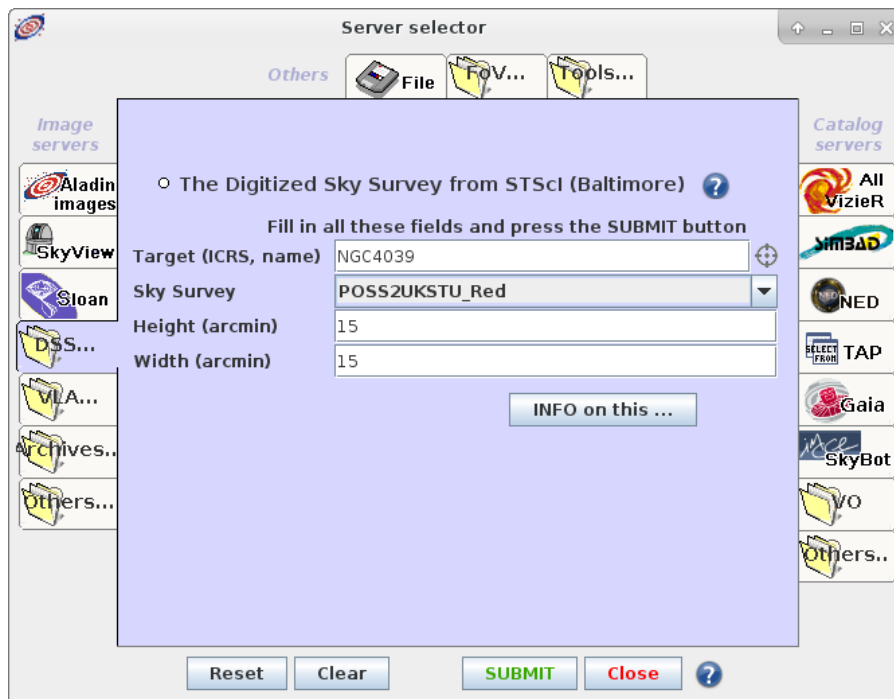 Server selector
Others
File
FoV...
Tools...
Image
servers
Catalog
servers
Aladin
images
SkyView
Sloan
DSS...
VLA...
Archives..
Others...
The Digitized Sky Survey from STScI (Baltimore) ?
Fill in all these fields and press the SUBMIT button
Target (ICRS, name) NGC4039
Sky Survey POSS2UKSTU_Red
Height (arcmin) 15
Width (arcmin) 15
INFO on this ...
All
VizieR
SIMBAD
NED
SELECT
FROM TAP
Gaia
SkyBot
VO
Others..
Reset Clear SUBMIT Close ?